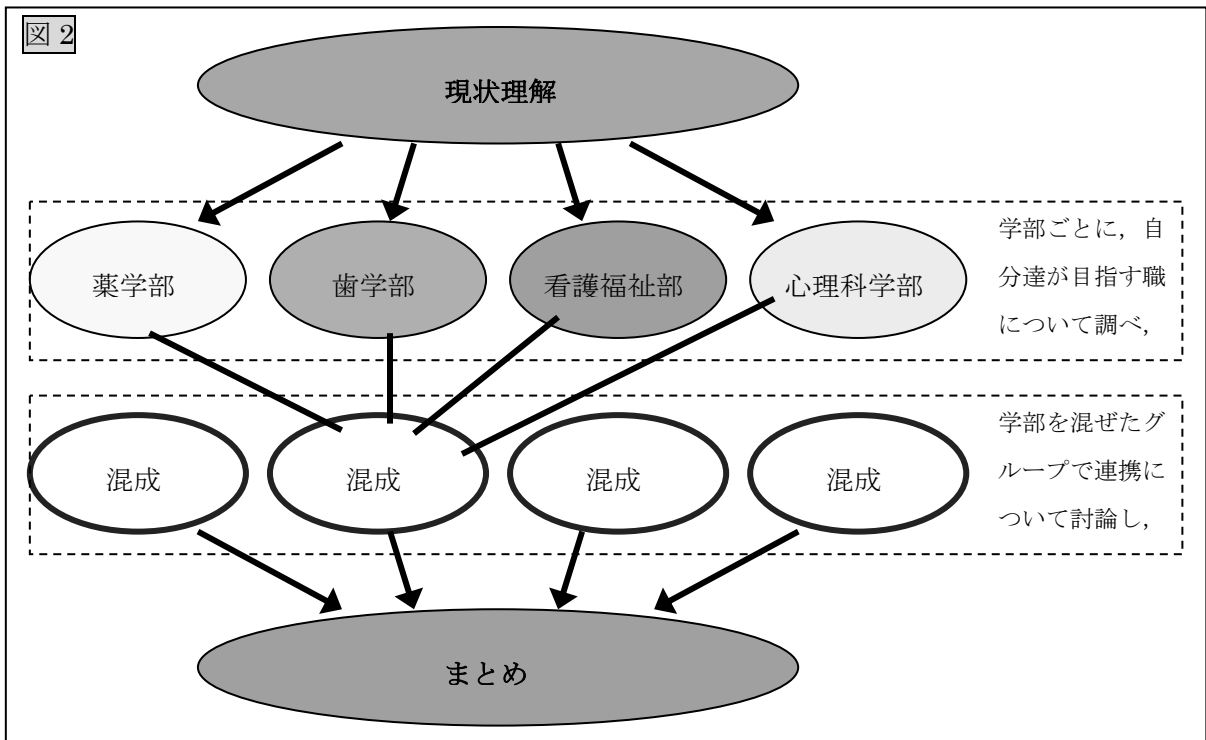 図 2
現状理解
薬学部
歯学部
看護福祉部
心理科学部
学部ごとに，自
分達が目指す職
について調べ，
混成
混成
混成
混成
学部を混ぜたグ
ループで連携に
ついて討論し，
まとめ